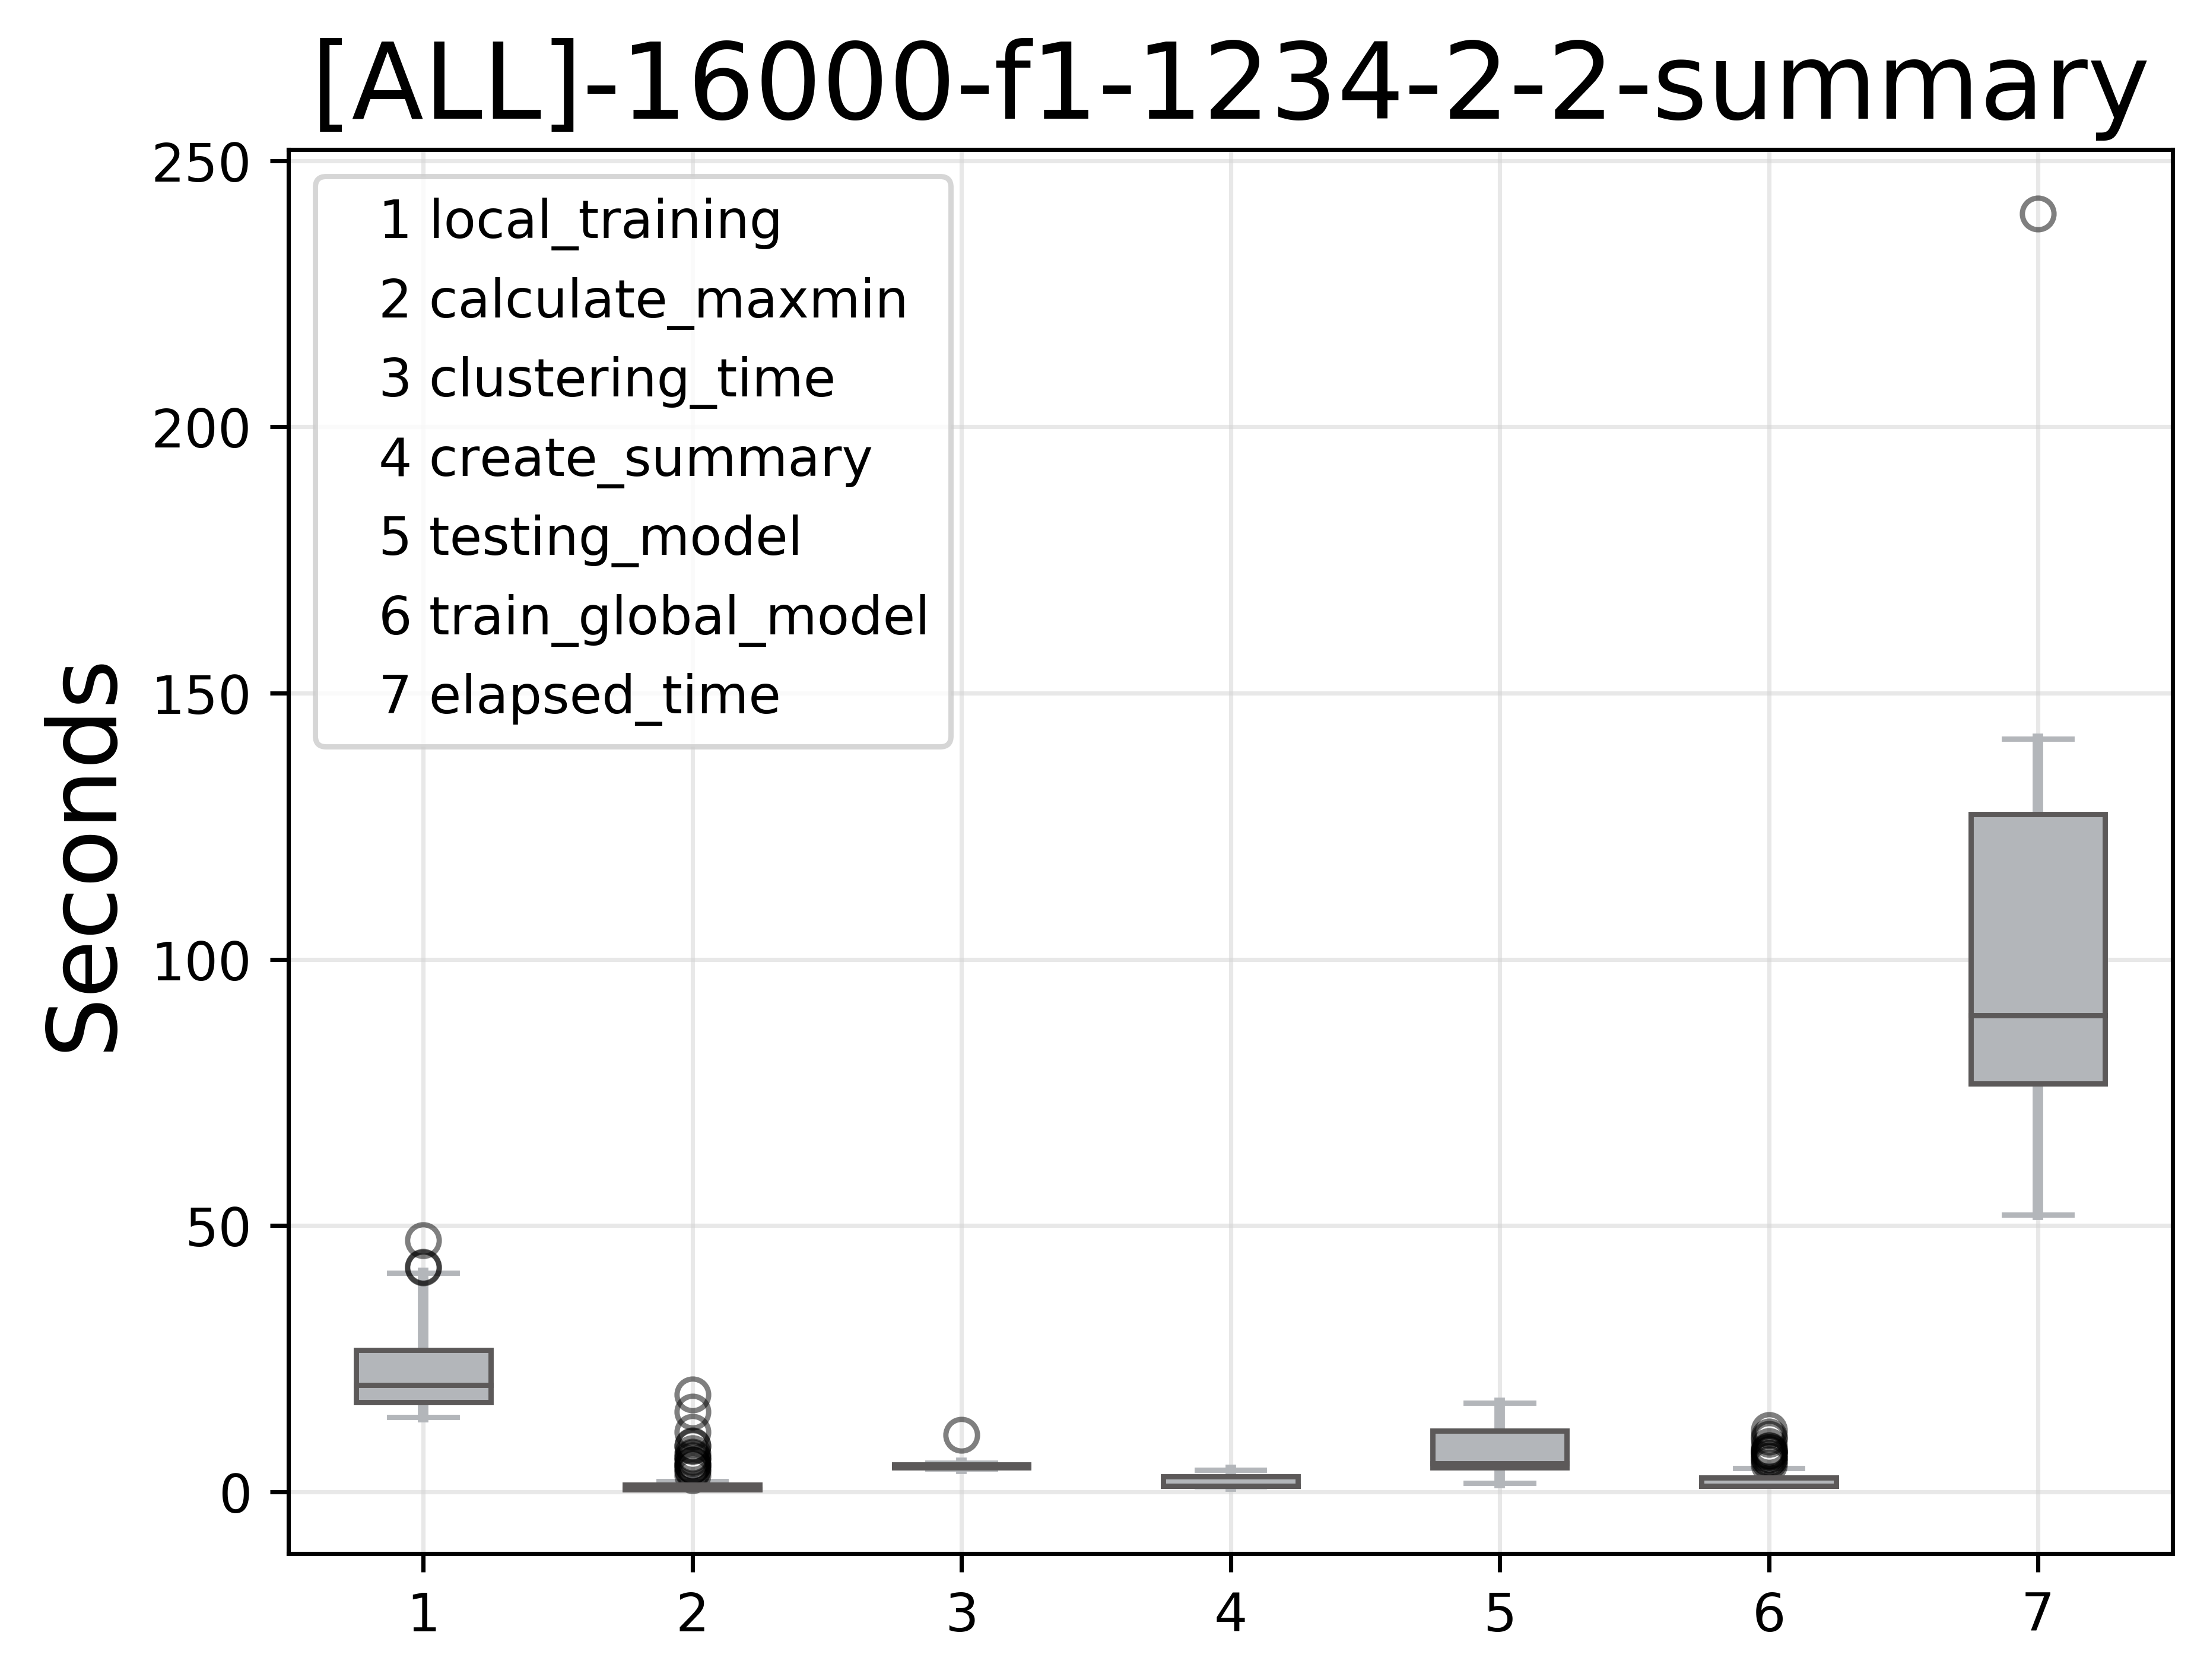 [ALL]-16000-f1-1234-2-2-summary
Seconds
250
200
150
100
50
0
1 local_training
2 calculate_maxmin
3 clustering_time
4 create_summary
5 testing_model
6 train_global_model
7 elapsed_time
1 2 3 4 5 6 7